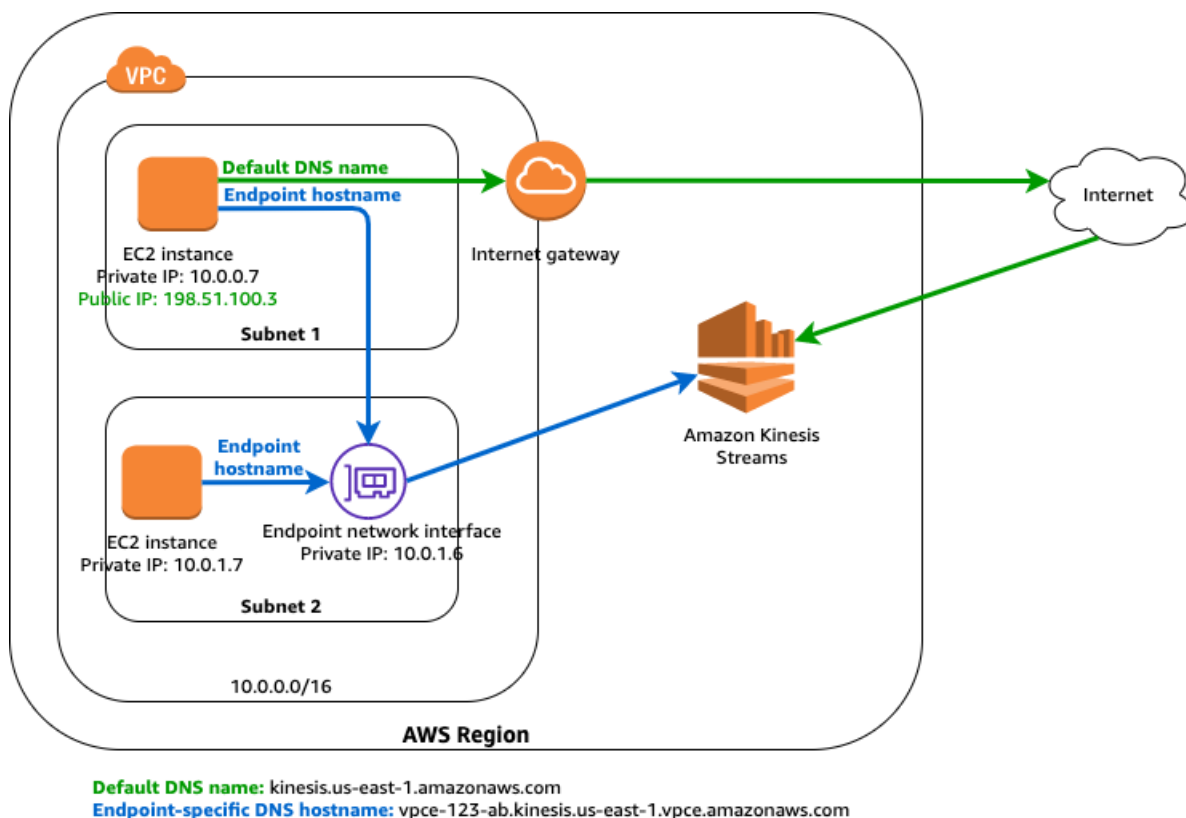 VPC
Default DNS name
Endpoint hostname
EC2 instance
Private IP: 10.0.0.7
Public IP: 198.51.100.3
Subnet 1
Internet gateway
Internet
Amazon Kinesis
Streams
Endpoint
hostname
EC2 instance
Private IP: 10.0.1.7
Endpoint network interface
Private IP: 10.0.1.6
Subnet 2
10.0.0.0/16
AWS Region
Default DNS name: kinesis.us-east-1.amazonaws.com
Endpoint-specific DNS hostname: vpce-123-ab.kinesis.us-east-1.vpce.amazonaws.com